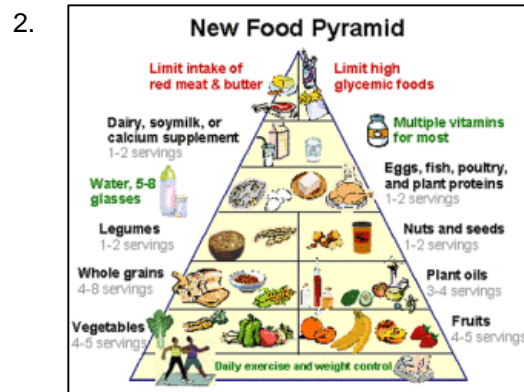 2.
New Food Pyramid
Limit intake of
red meat & butter
Limit high
glycemic foods
Dairy, soymilk, or
calcium supplement
1-2 servings
Multiple vitamins
for most
Water, 5-8
glasses
Eggs, fish, poultry,
and plant proteins
1-2 servings
Legumes
1-2 servings
Nuts and seeds
1-2 servings
Whole grains
4-8 servings
Plant oils
3-4 servings
Vegetables
4-5 servings
Fruits
4-5 servings
Daily exercise and weight control